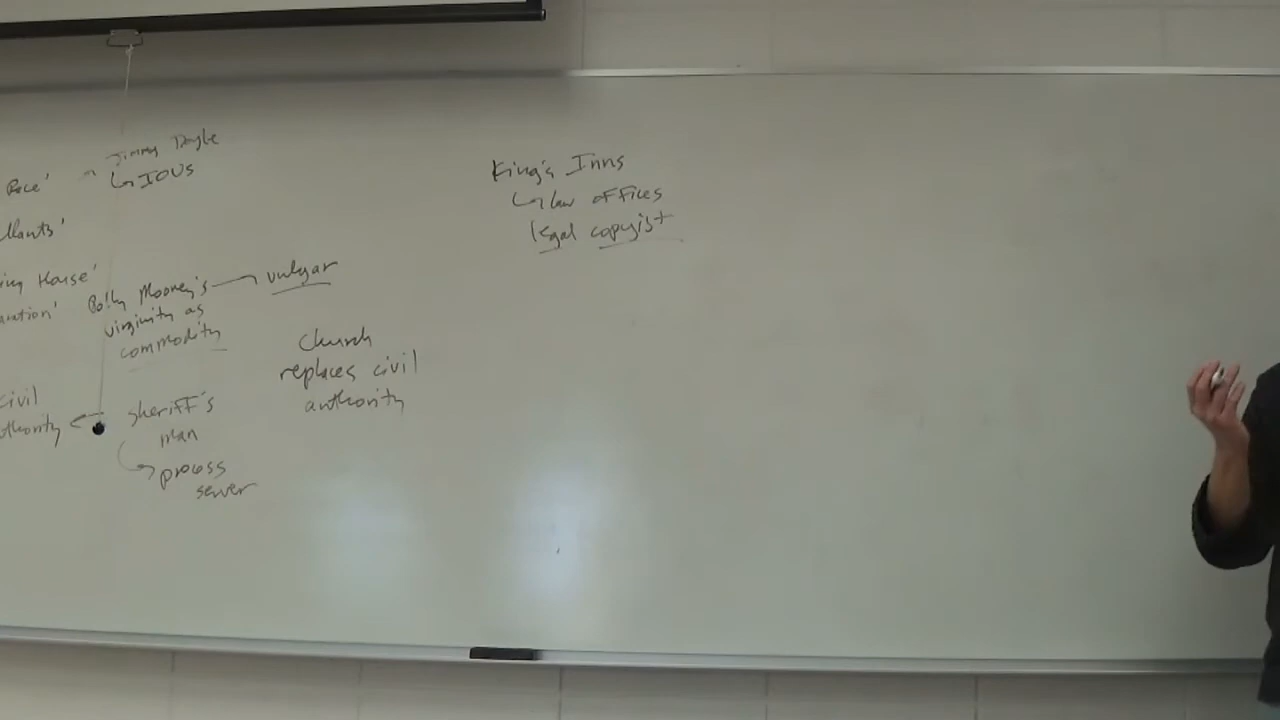 Jimmy Doyle
IOUs
Race'
llants'
ing House'
Polly Mooney's
virginity as
commodity
vulgar
Church
replaces civil
authority
civil
thority
sheriff's
man
process
server
King's Inns
law offices
legal copyist